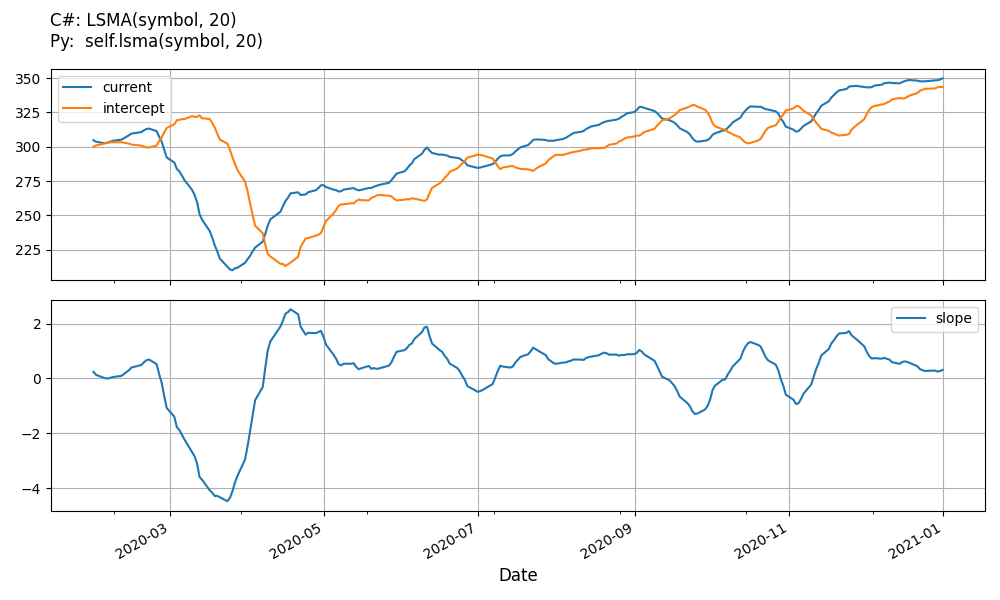 C#: LSMA(symbol, 20)
Py:  self.lsma(symbol, 20)
current
intercept
350
325
300
275
250
225
slope
2
0
−2
−4
2020-03
2020-05
2020-07
2020-09
2020-11
2021-01
Date